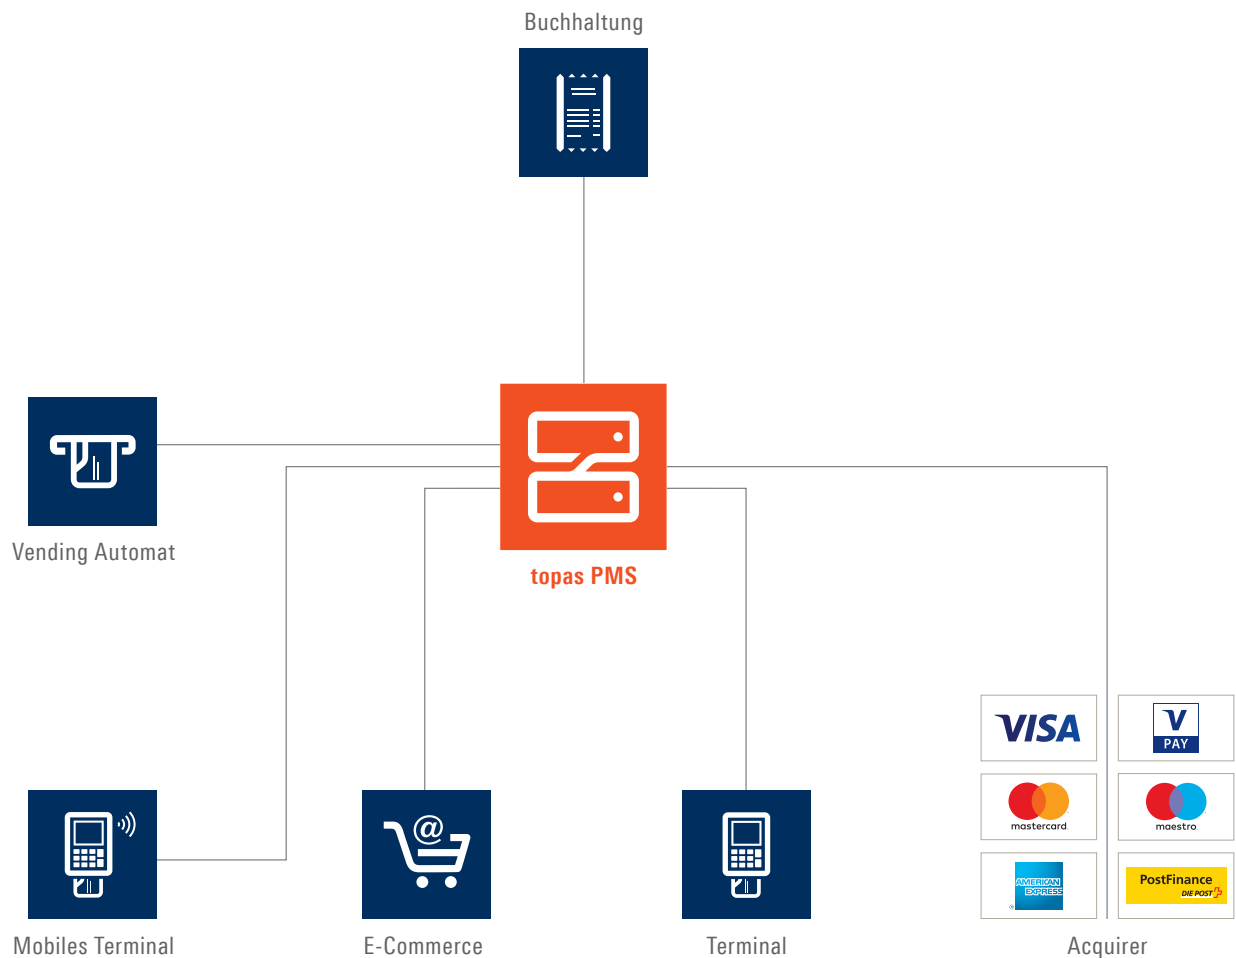 Buchhaltung
Vending Automat
topas PMS
VISA
V
PAY
mastercard
maestro
AMERICAN
EXPRESS
PostFinance
DIE POST
@
Mobiles Terminal
E-Commerce
Terminal
Acquirer